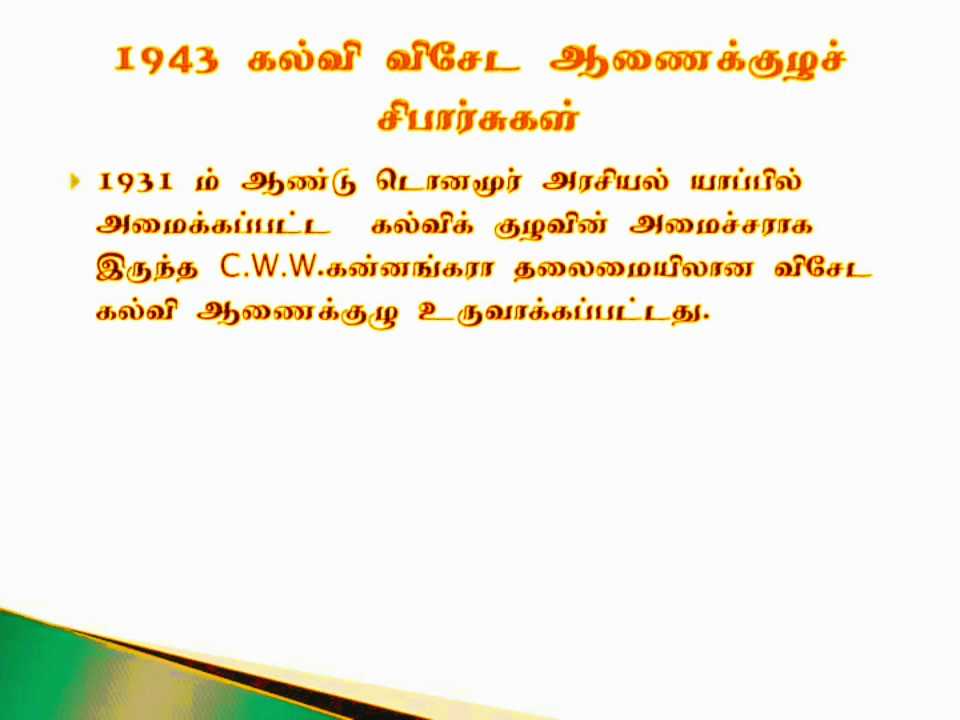 1943 கல்வி விசேட ஆணைக்குழச்
சிபார்சுகள்
1931 ம் ஆண்டு டொனமூர் அரசியல் யாப்பில்
அமைக்கப்பட்ட கல்விக் குழுவின் அமைச்சராக
இருந்த C.W.W.கன்னங்கரா தலைமையிலான விசேட
கல்வி ஆணைக்குழு உருவாக்கப்பட்டது.